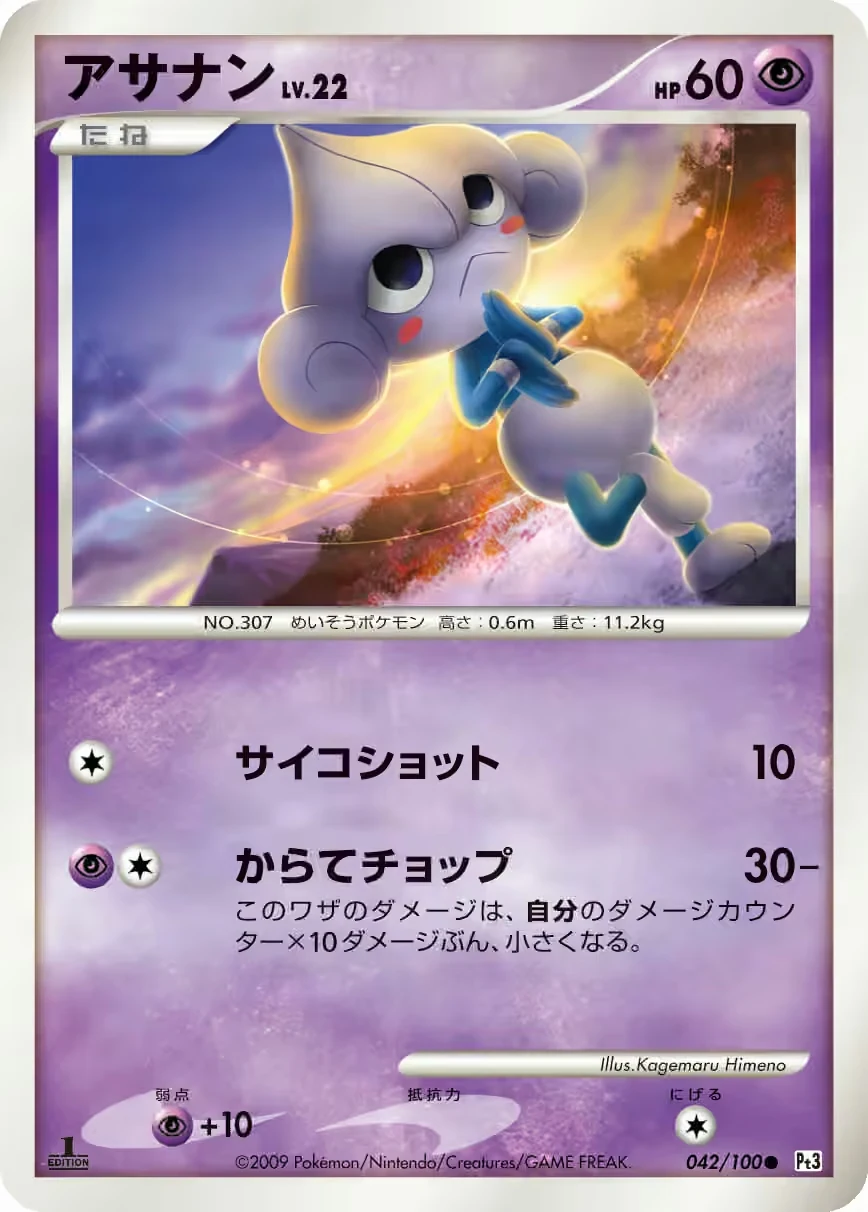 アサナン LV.22 HP60
たね
NO.307 めいそうポケモン 高さ:0.6m 重さ:11.2kg
サイコショット 10
からてチョップ 30−
このワザのダメージは、自分のダメージカウン
ター×10ダメージぶん、小さくなる。
Illus.Kagemaru Himeno
弱点 抵抗力 にげる
+10
1 EDITION
©2009 Pokémon/Nintendo/Creatures/GAME FREAK. 042/100● Pt3